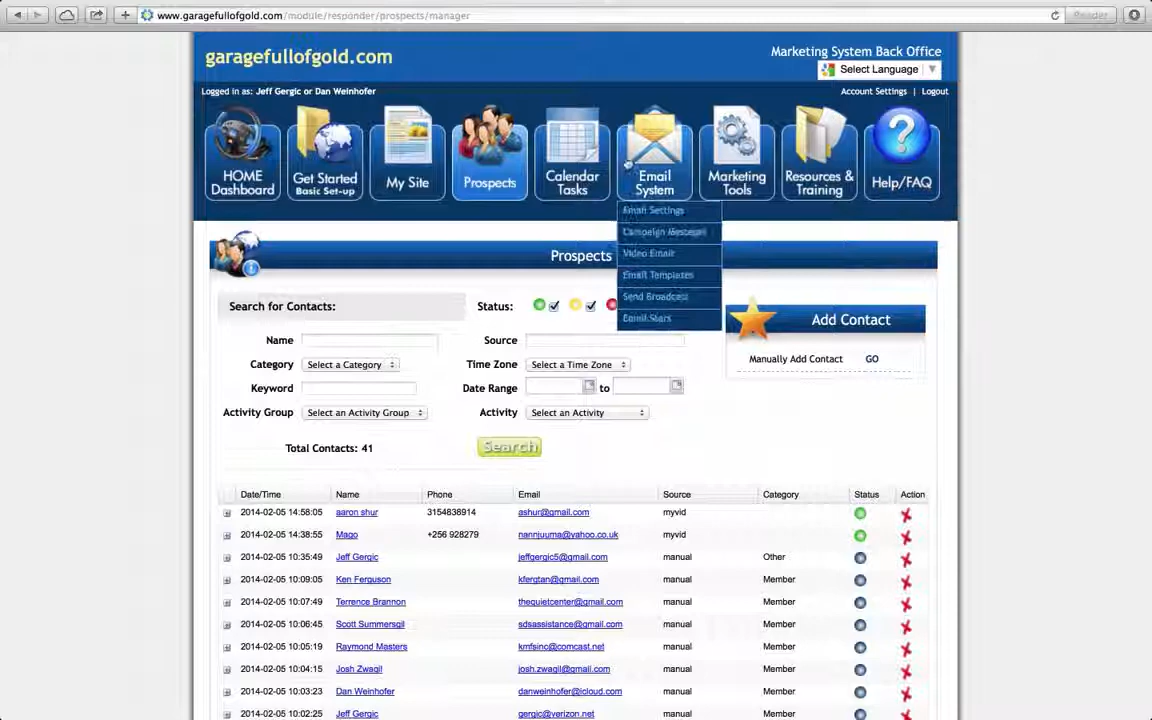 www.garagefullofgold.com/module/responder/prospects/manager
Reader
garagefullofgold.com
Marketing System Back Office
Select Language
Logged in as: Jeff Gergic or Dan Weinhofer
Account Settings | Logout
HOME Dashboard
Get Started Basic Set-up
My Site
Prospects
Calendar Tasks
Email System
Marketing Tools
Resources & Training
Help/FAQ
Email Settings
Campaign Messages
Video Email
Email Templates
Send Broadcast
Email Stats
Prospects
Search for Contacts:
Status:
Add Contact
Name
Source
Manually Add Contact GO
Category Select a Category
Time Zone Select a Time Zone
Keyword
Date Range to
Activity Group Select an Activity Group
Activity Select an Activity
Total Contacts: 41
Search
Date/Time Name Phone Email Source Category Status Action
2014-02-05 14:58:05 aaron shur 3154838914 ashur@gmail.com myvid
2014-02-05 14:38:55 Mago +256 928279 nannjuuma@yahoo.co.uk myvid
2014-02-05 10:35:49 Jeff Gergic jeffgergic5@gmail.com manual Other
2014-02-05 10:09:05 Ken Ferguson kfergtan@gmail.com manual Member
2014-02-05 10:07:49 Terrence Brannon thequietcenter@gmail.com manual Member
2014-02-05 10:06:45 Scott Summersgil sdsassistance@gmail.com manual Member
2014-02-05 10:05:19 Raymond Masters kmfsinc@comcast.net manual Member
2014-02-05 10:04:15 Josh Zwagil josh.zwagil@gmail.com manual Member
2014-02-05 10:03:23 Dan Weinhofer danweinhofer@icloud.com manual Member
2014-02-05 10:02:25 Jeff Gergic gergic@verizon.net manual Member